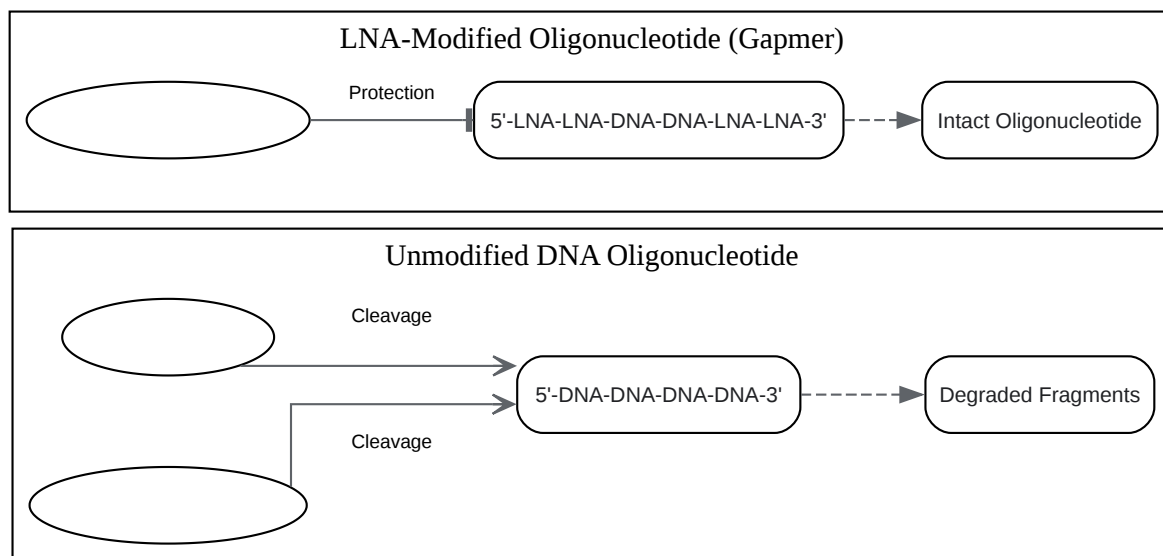 LNA-Modified Oligonucleotide (Gapmer)
Protection
5'-LNA-LNA-DNA-DNA-LNA-LNA-3'
Intact Oligonucleotide
Unmodified DNA Oligonucleotide
Cleavage
5'-DNA-DNA-DNA-DNA-3'
Degraded Fragments
Cleavage